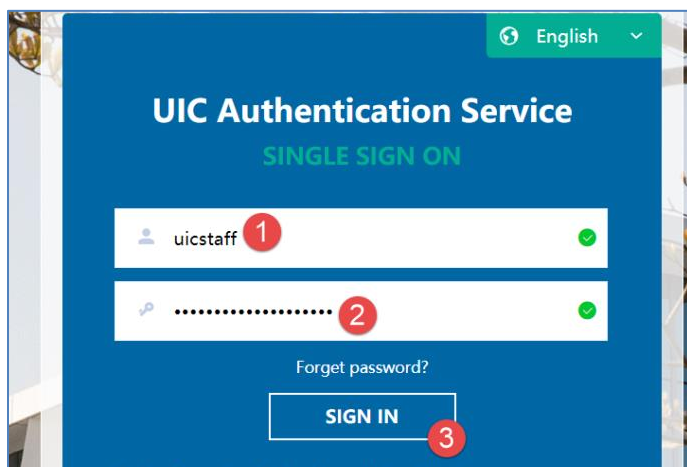 English
UIC Authentication Service
SINGLE SIGN ON
uicstaff 1
•••••••••••••••••••• 2
Forget password?
SIGN IN
3